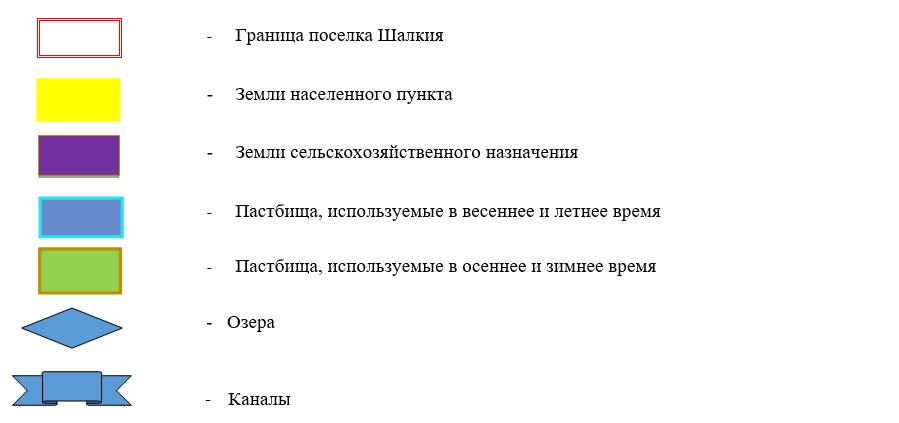 - Граница поселка Шалкия
- Земли населенного пункта
- Земли сельскохозяйственного назначения
- Пастбища, используемые в весеннее и летнее время
- Пастбища, используемые в осеннее и зимнее время
- Озера
- Каналы